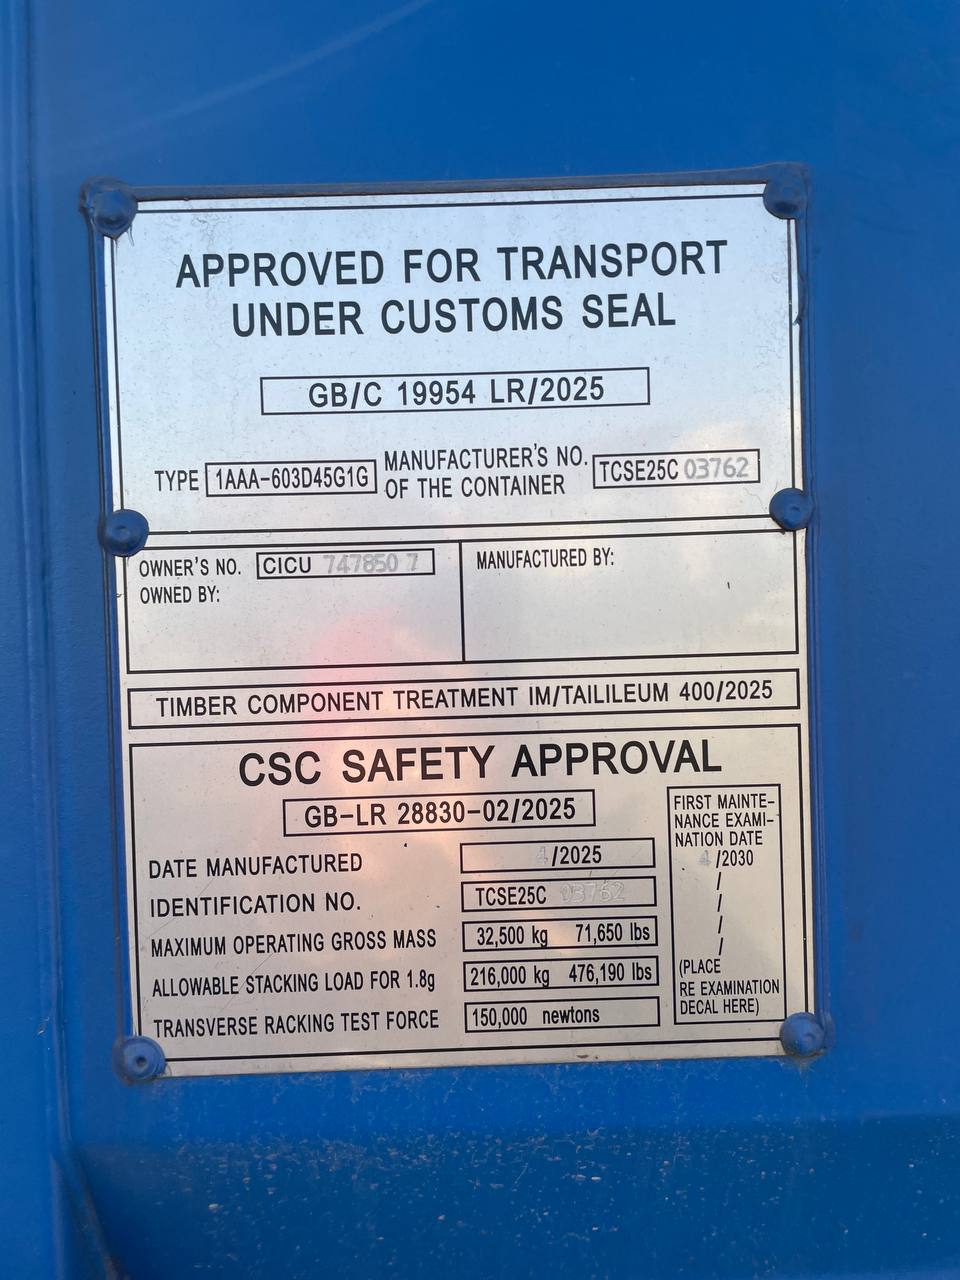 APPROVED FOR TRANSPORT
UNDER CUSTOMS SEAL
GB/C 19954 LR/2025
TYPE 1AAA-603D45G1G MANUFACTURER'S NO. OF THE CONTAINER TCSE25C 03762
OWNER'S NO. CICU 747850 7
OWNED BY:
MANUFACTURED BY:
TIMBER COMPONENT TREATMENT IM/TAILILEUM 400/2025
CSC SAFETY APPROVAL
GB-LR 28830-02/2025
DATE MANUFACTURED 4/2025
IDENTIFICATION NO. TCSE25C 03762
MAXIMUM OPERATING GROSS MASS 32,500 kg 71,650 lbs
ALLOWABLE STACKING LOAD FOR 1.8g 216,000 kg 476,190 lbs
TRANSVERSE RACKING TEST FORCE 150,000 newtons
FIRST MAINTE-
NANCE EXAMI-
NATION DATE
4/2030
/
/
/
/
(PLACE
RE EXAMINATION
DECAL HERE)